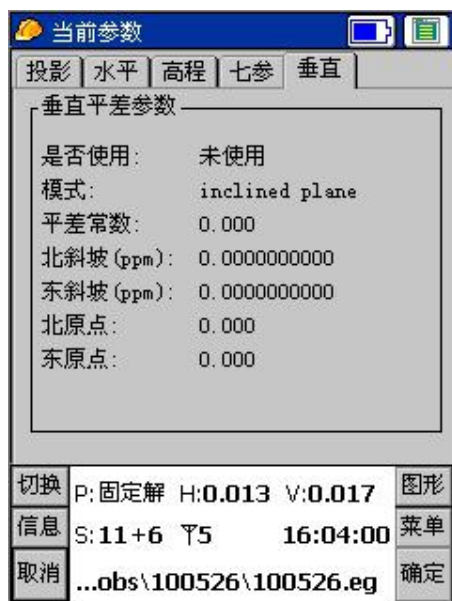 当前参数
投影 水平 高程 七参 垂直
垂直平差参数
是否使用: 未使用
模式: inclined plane
平差常数: 0.000
北斜坡(ppm): 0.0000000000
东斜坡(ppm): 0.0000000000
北原点: 0.000
东原点: 0.000
切换 P:固定解 H:0.013 V:0.017 图形
信息 S:11+6 5 16:04:00 菜单
取消 ...obs\100526\100526.eg 确定